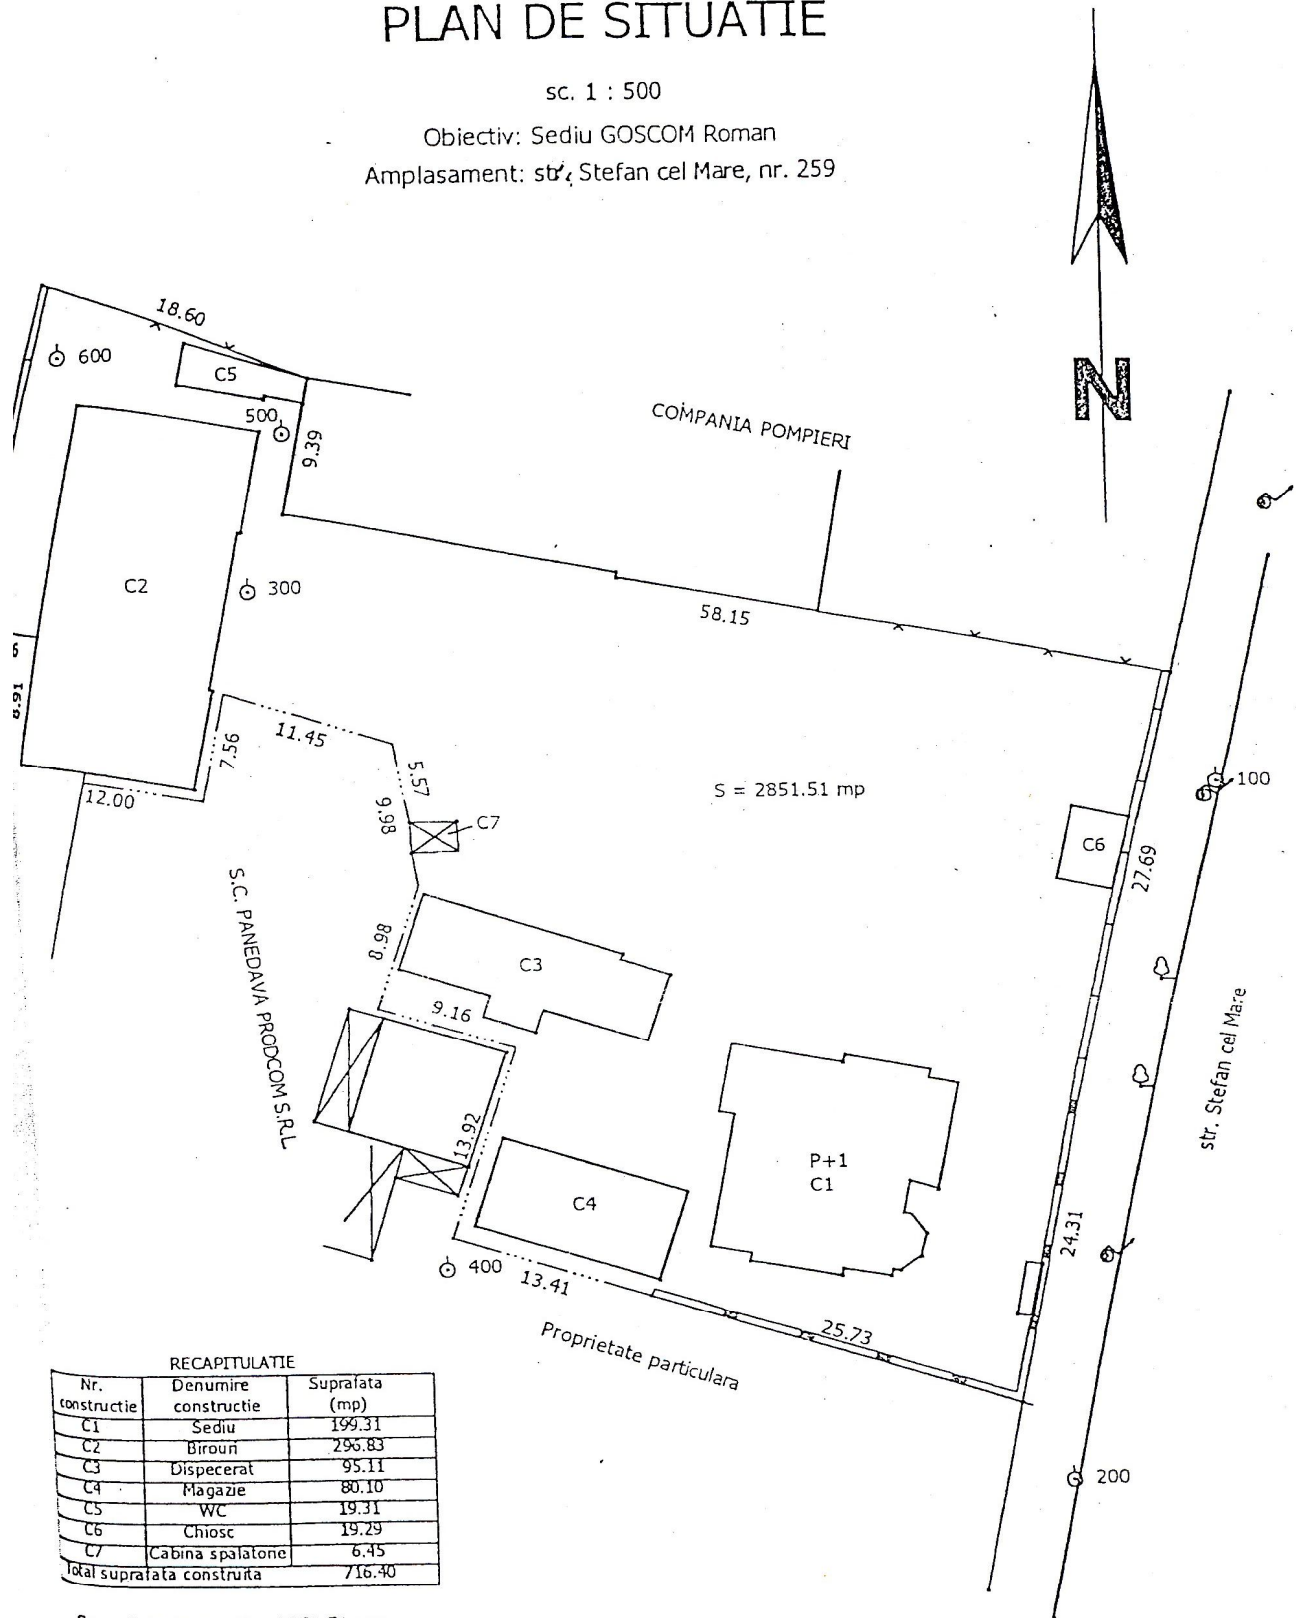 PLAN DE SITUATIE
sc. 1 : 500
Obiectiv: Sediu GOSCOM Roman
Amplasament: str. Stefan cel Mare, nr. 259
N
18.60
600
C5
500
9.39
COMPANIA POMPIERI
C2
300
58.15
8.91
7.56
11.45
12.00
5.57
9.98
C7
S = 2851.51 mp
100
C6
27.69
S.C. PANEDAVA PRODCOM S.R.L
8.98
C3
9.16
str. Stefan cel Mare
13.92
P+1
C1
C4
24.31
400
13.41
25.73
Proprietate particulara
200
RECAPITULATIE
Nr. constructie Denumire constructie Suprafata (mp)
C1 Sediu 199.31
C2 Birouri 296.83
C3 Dispecerat 95.11
C4 Magazie 80.10
C5 WC 19.31
C6 Chiosc 19.29
C7 Cabina spalatorie 6.45
Total suprafata construita 716.40